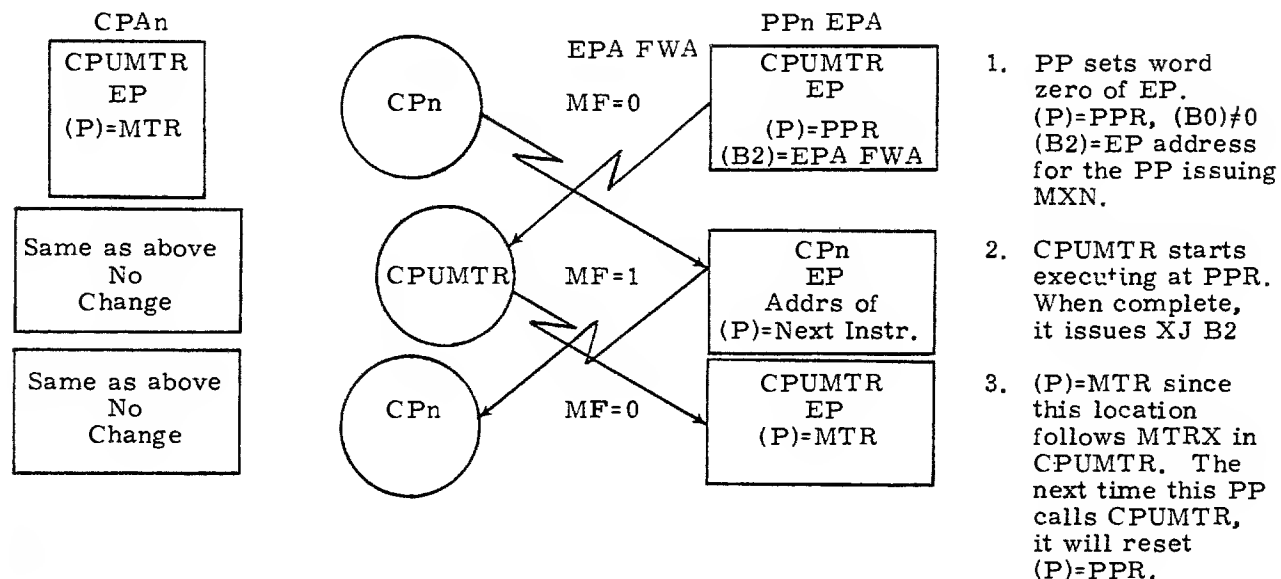 CPAn
CPUMTR
EP
(P)=MTR
Same as above
No
Change
Same as above
No
Change
CPn
CPUMTR
CPn
EPA FWA
MF=0
MF=1
MF=0
PPn EPA
CPUMTR
EP
(P)=PPR
(B2)=EPA FWA
CPn
EP
Addrs of
(P)=Next Instr.
CPUMTR
EP
(P)=MTR
1. PP sets word
zero of EP.
(P)=PPR, (B0)≠0
(B2)=EP address
for the PP issuing
MXN.
2. CPUMTR starts
executing at PPR.
When complete,
it issues XJ B2
3. (P)=MTR since
this location
follows MTRX in
CPUMTR. The
next time this PP
calls CPUMTR,
it will reset
(P)=PPR.